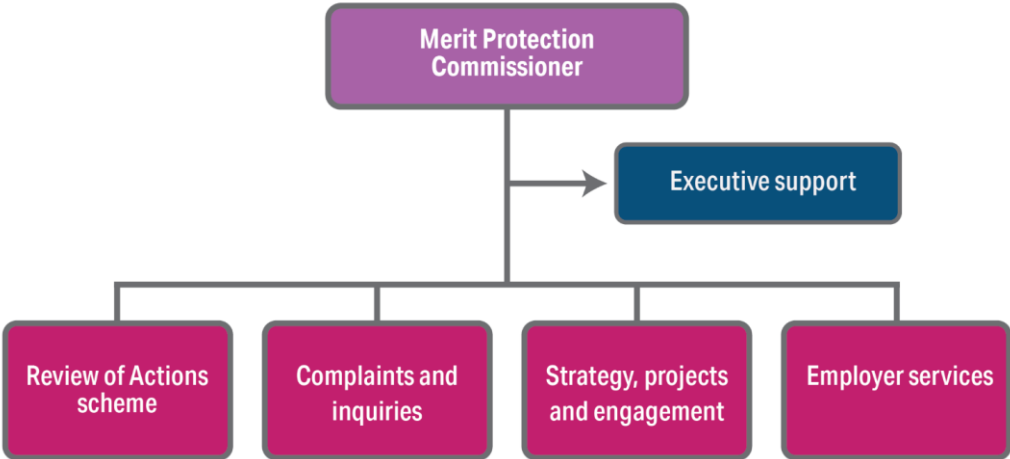 Merit Protection
Commissioner
Executive support
Review of Actions
scheme
Complaints and
inquiries
Strategy, projects
and engagement
Employer services